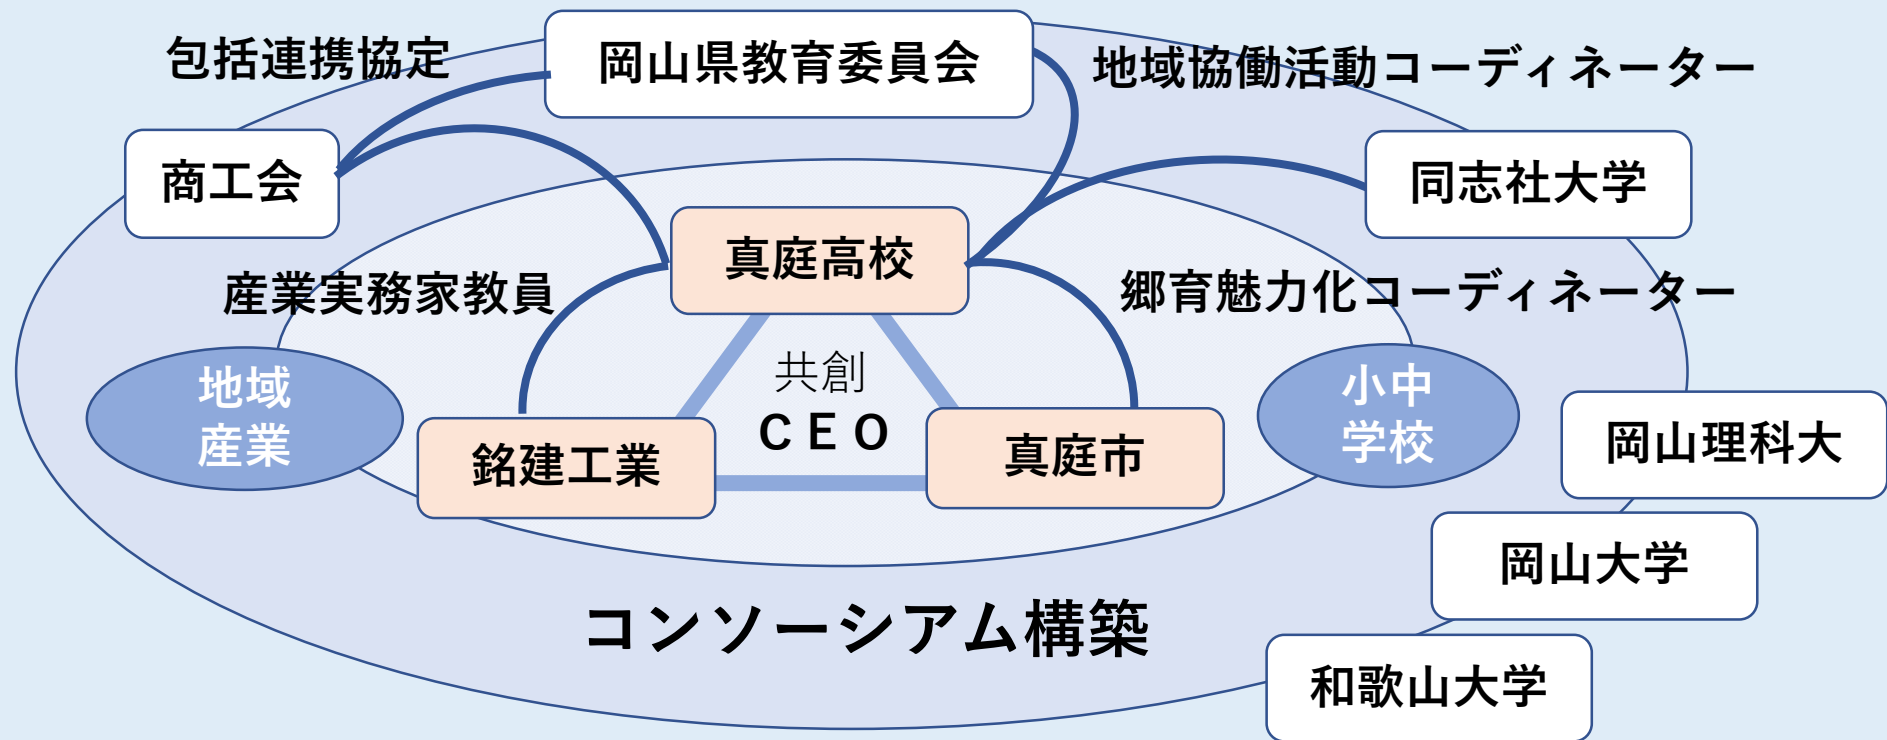 包括連携協定
岡山県教育委員会
地域協働活動コーディネーター
商工会
同志社大学
真庭高校
産業実務家教員
郷育魅力化コーディネーター
共創
ＣＥＯ
地域
産業
小中
学校
銘建工業
真庭市
岡山理科大
岡山大学
コンソーシアム構築
和歌山大学